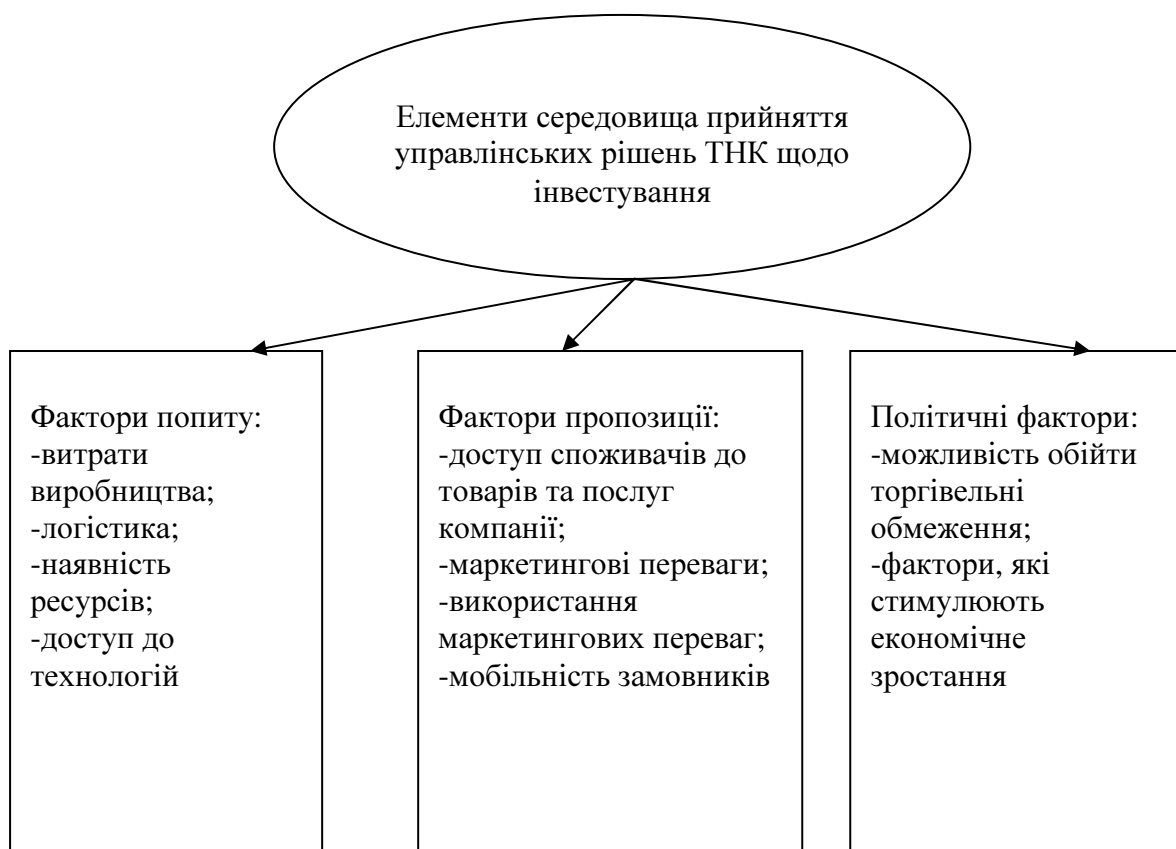 Елементи середовища прийняття
управлінських рішень ТНК щодо
інвестування
Фактори попиту:
-витрати
виробництва;
-логістика;
-наявність
ресурсів;
-доступ до
технологій
Фактори пропозиції:
-доступ споживачів до
товарів та послуг
компанії;
-маркетингові переваги;
-використання
маркетингових переваг;
-мобільність замовників
Політичні фактори:
-можливість обійти
торгівельні
обмеження;
-фактори, які
стимулюють
економічне
зростання